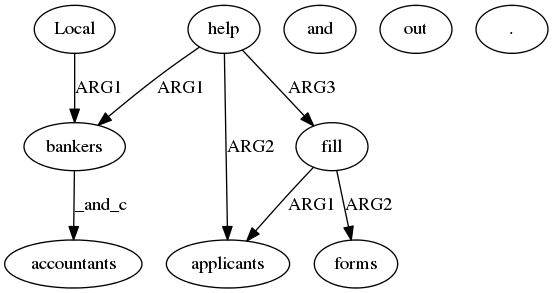 Local help and out .
ARG1 ARG1 ARG3
bankers fill
ARG2
_and_c ARG1 ARG2
accountants applicants forms